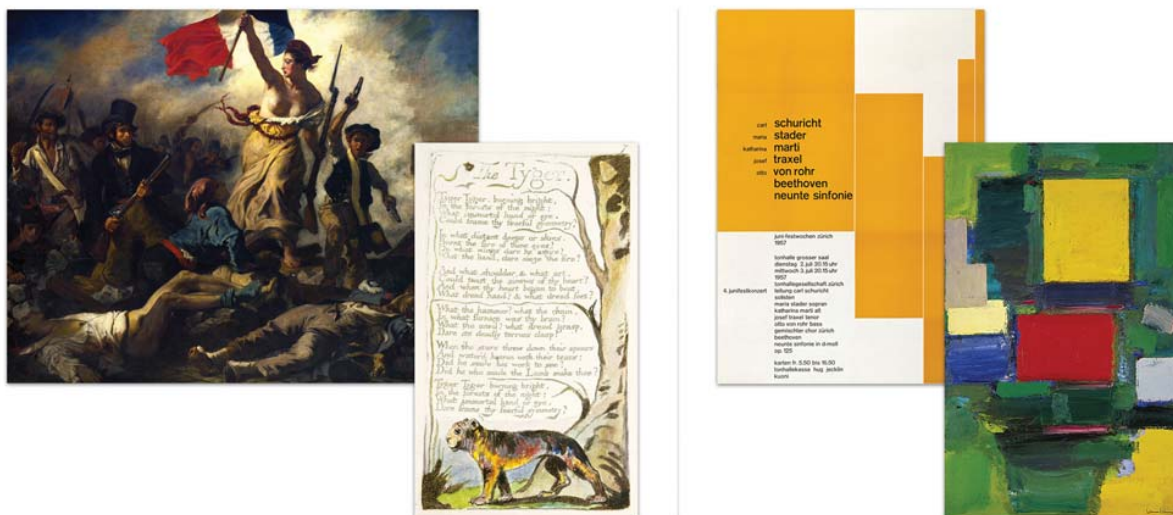 The Tyger.
Tyger Tyger, burning bright,
In the forests of the night:
What immortal hand or eye,
Could frame thy fearful symmetry?
In what distant deeps or skies.
Burnt the fire of thine eyes?
On what wings dare he aspire?
What the hand, dare sieze the fire?
And what shoulder, & what art,
Could twist the sinews of thy heart?
And when thy heart began to beat,
What dread hand? & what dread feet?
What the hammer? what the chain,
In what furnace was thy brain?
What the anvil? what dread grasp,
Dare its deadly terrors clasp?
When the stars threw down their spears
And water'd heaven with their tears:
Did he smile his work to see?
Did he who made the Lamb make thee?
Tyger Tyger burning bright,
In the forests of the night:
What immortal hand or eye,
Dare frame thy fearful symmetry?
carl schuricht
maria stader
katharina marti
josef traxel
otto von rohr
beethoven
neunte sinfonie
juni-festwochen zürich
1957
tonhalle grosser saal
dienstag 2. juli 20.15 uhr
mittwoch 3. juli 20.15 uhr
1957
tonhallegesellschaft zürich
4. junifestkonzert leitung carl schuricht
solisten
maria stader sopran
katharina marti alt
josef traxel tenor
otto von rohr bass
gemischter chor zürich
beethoven
neunte sinfonie in d-moll
op. 125
karten fr. 5.50 bis 16.50
tonhallekasse hug jecklin
kuoni